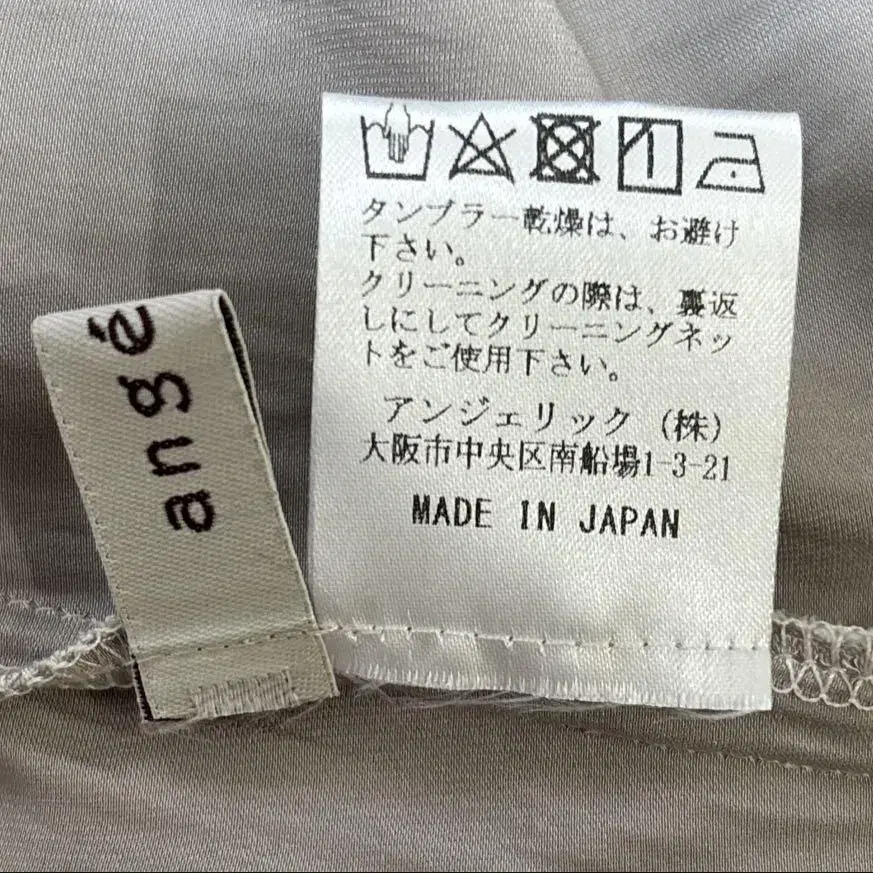 angé
タンブラー乾燥は、お避け
下さい。
クリーニングの際は、裏返
しにしてクリーニングネッ
トをご使用下さい。
アンジェリック(株)
大阪市中央区南船場1-3-21
MADE IN JAPAN